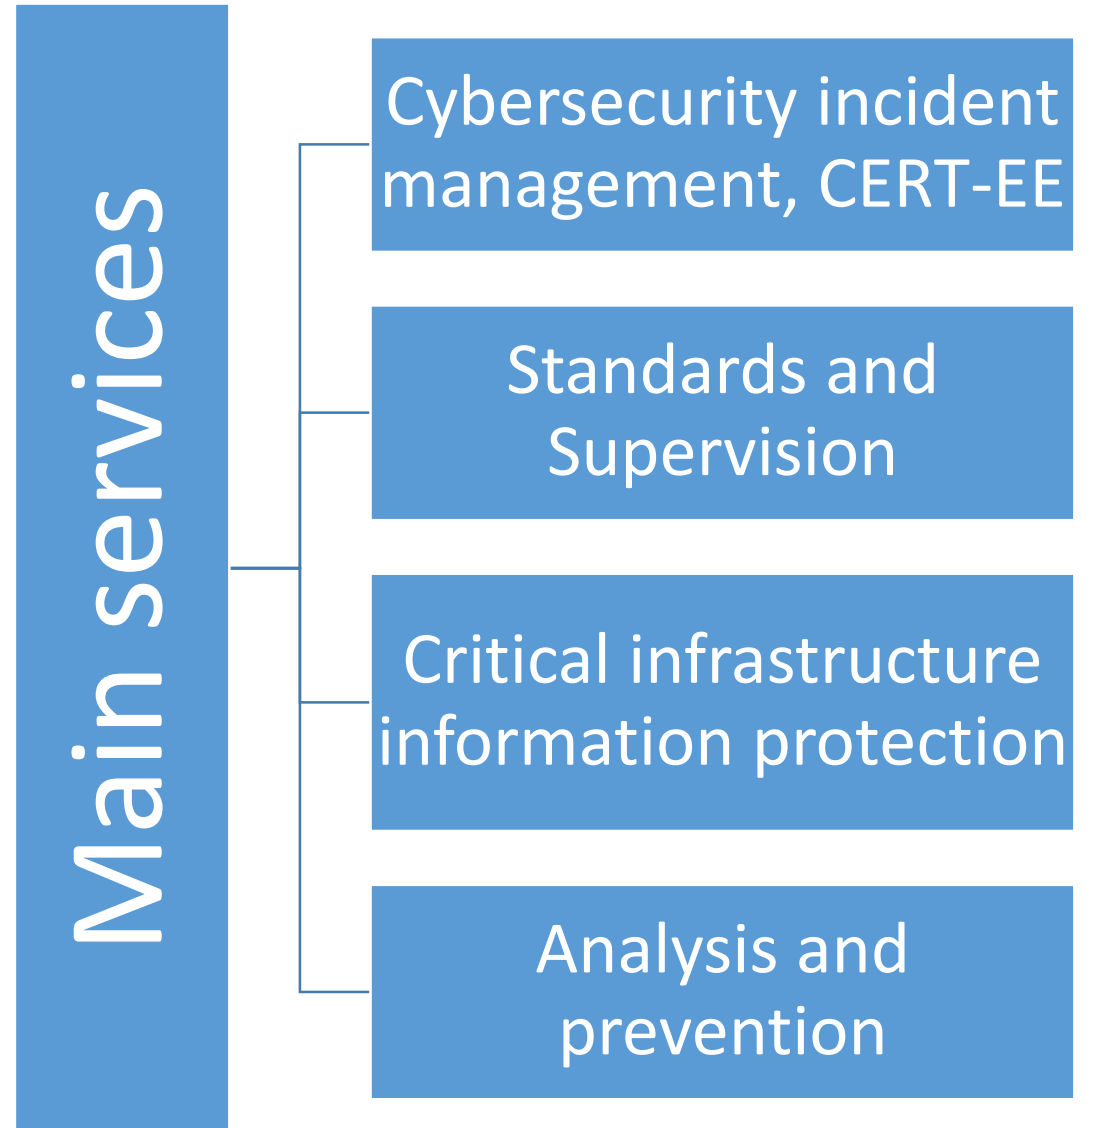 Main services
Cybersecurity incident
management, CERT-EE
Standards and
Supervision
Critical infrastructure
information protection
Analysis and
prevention